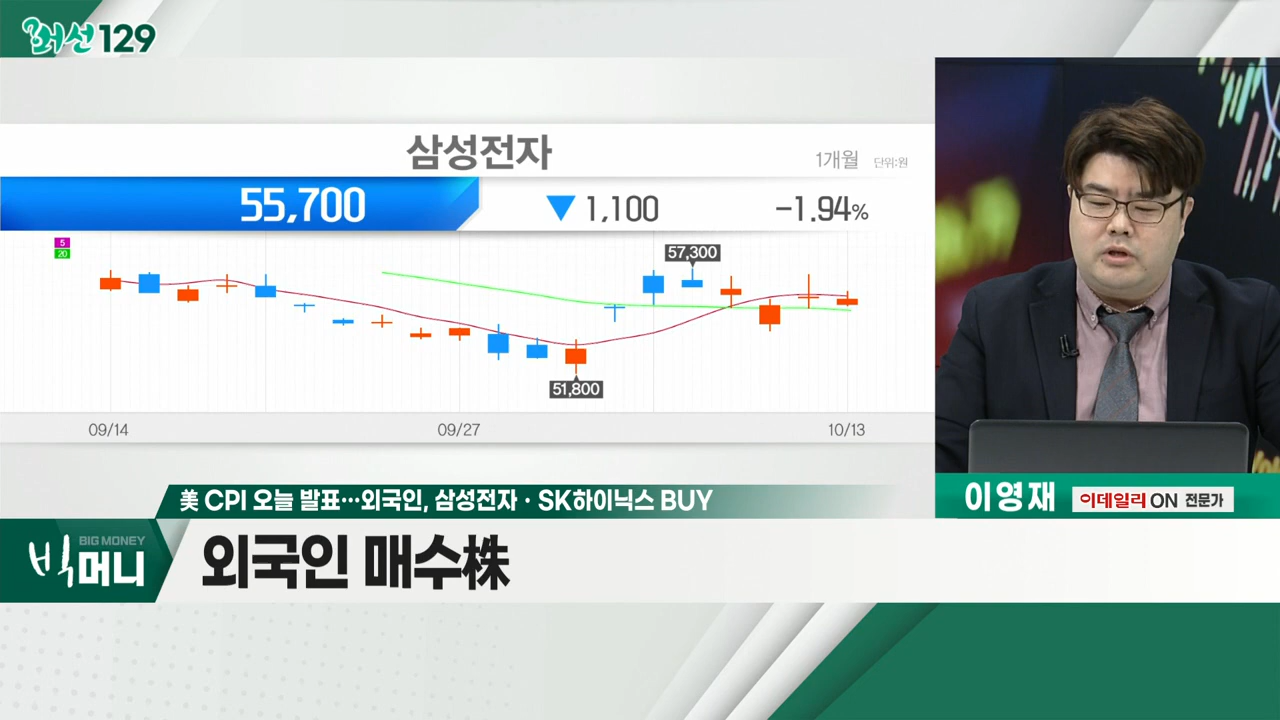 최선129
삼성전자
1개월 단위:원
55,700 ▼1,100 -1.94%
5
20
57,300
51,800
09/14 09/27 10/13
美 CPI 오늘 발표…외국인, 삼성전자·SK하이닉스 BUY
BIG MONEY
빅머니
외국인 매수株
이영재 이데일리ON 전문가